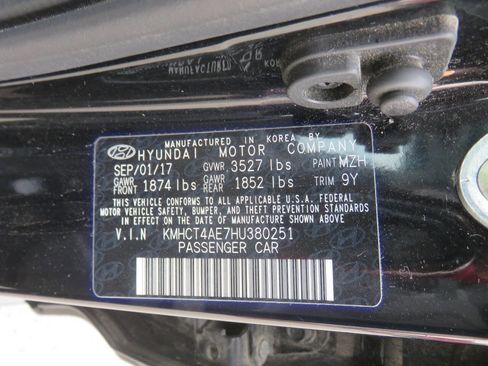 MANUFACTURED IN KOREA BY
HYUNDAI MOTOR COMPANY
SEP/01/17 GVWR 3527 lbs PAINT MZH
GAWR FRONT 1874 lbs GAWR REAR 1852 lbs TRIM 9Y
THIS VEHICLE CONFORMS TO ALL APPLICABLE U.S.A. FEDERAL
MOTOR VEHICLE SAFETY, BUMPER, AND THEFT PREVENTION STANDARDS
IN EFFECT ON THE DATE OF MANUFACTURE SHOWN ABOVE.
V.I.N KMHCT4AE7HU380251
PASSENGER CAR